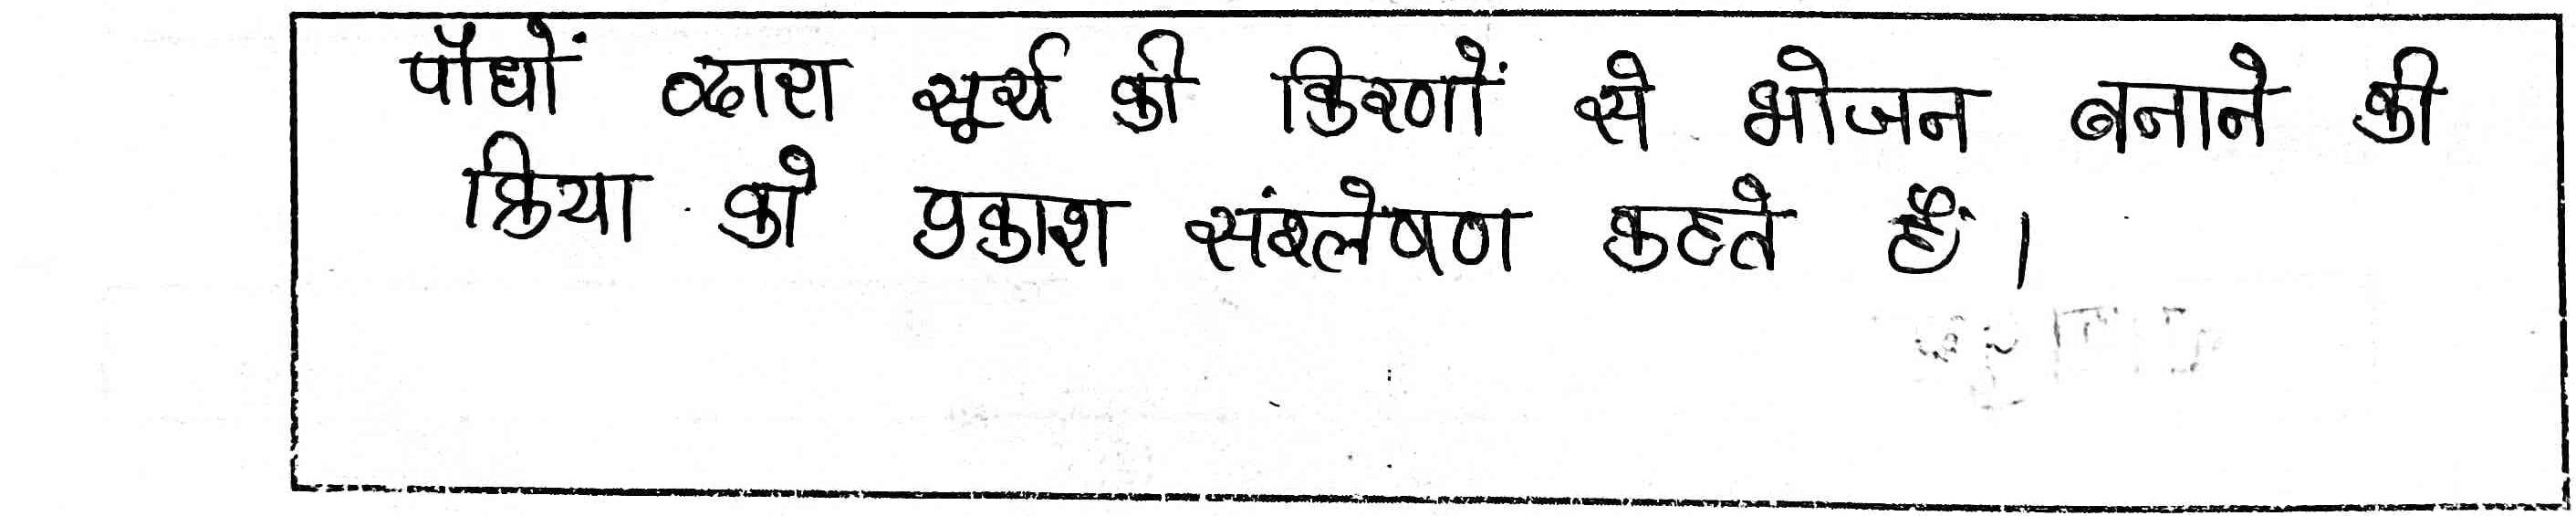 पौधों द्वारा सूर्य की किरणों से भोजन बनाने की
क्रिया को प्रकाश संश्लेषण कहते हैं।